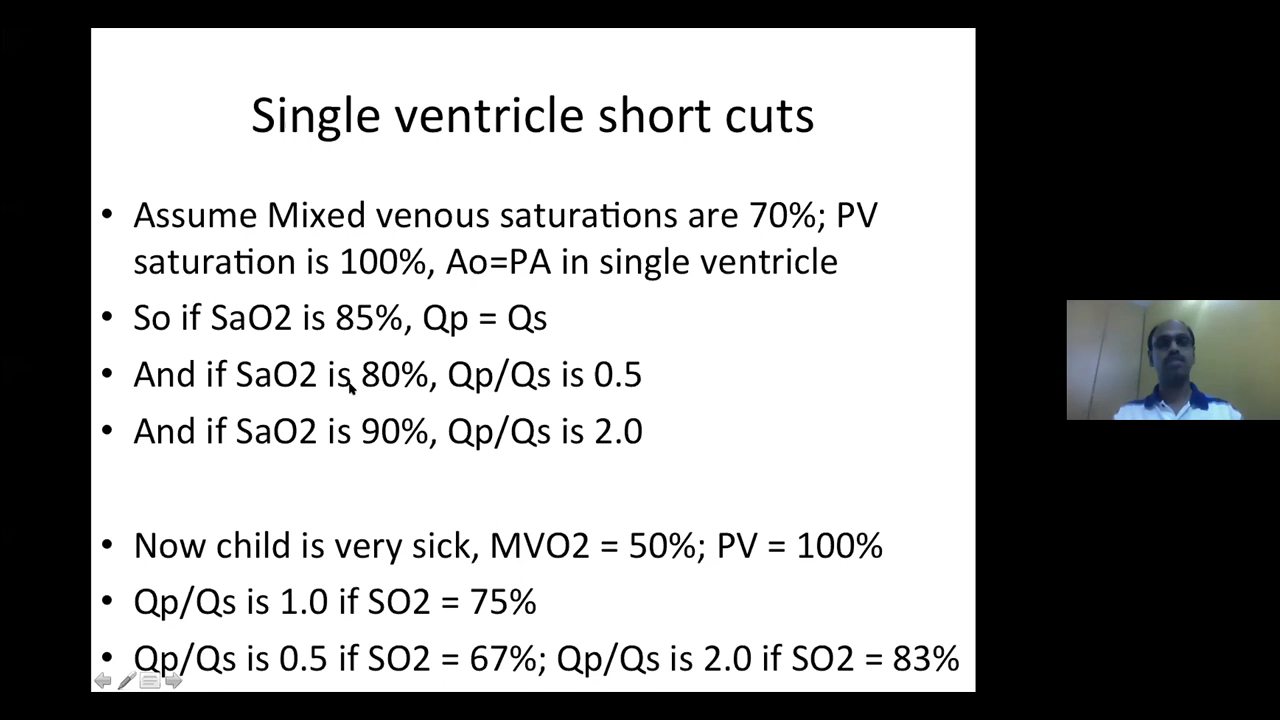 Single ventricle short cuts
• Assume Mixed venous saturations are 70%; PV
saturation is 100%, Ao=PA in single ventricle
• So if SaO2 is 85%, Qp = Qs
• And if SaO2 is 80%, Qp/Qs is 0.5
• And if SaO2 is 90%, Qp/Qs is 2.0
• Now child is very sick, MVO2 = 50%; PV = 100%
• Qp/Qs is 1.0 if SO2 = 75%
• Qp/Qs is 0.5 if SO2 = 67%; Qp/Qs is 2.0 if SO2 = 83%